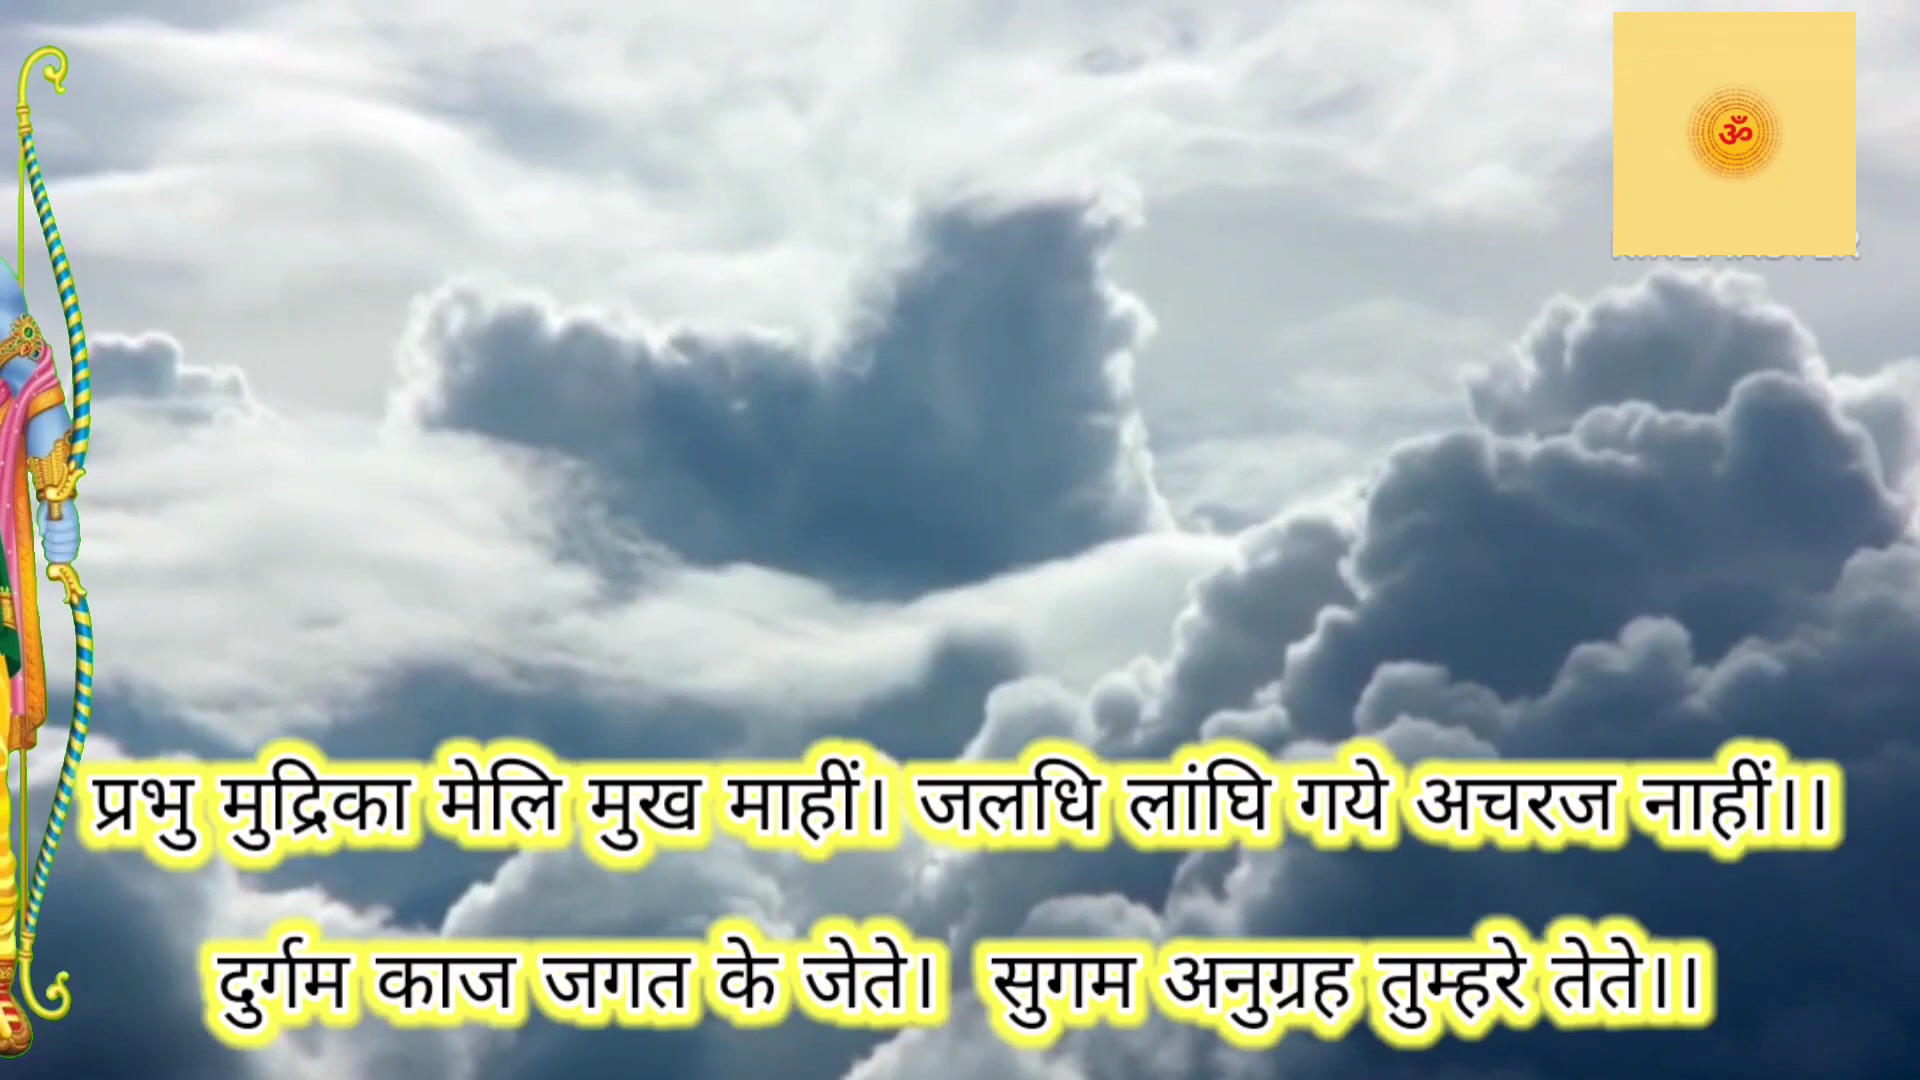 ॐ
प्रभु मुद्रिका मेलि मुख माहीं। जलधि लांघि गये अचरज नाहीं।।
दुर्गम काज जगत के जेते। सुगम अनुग्रह तुम्हरे तेते।।